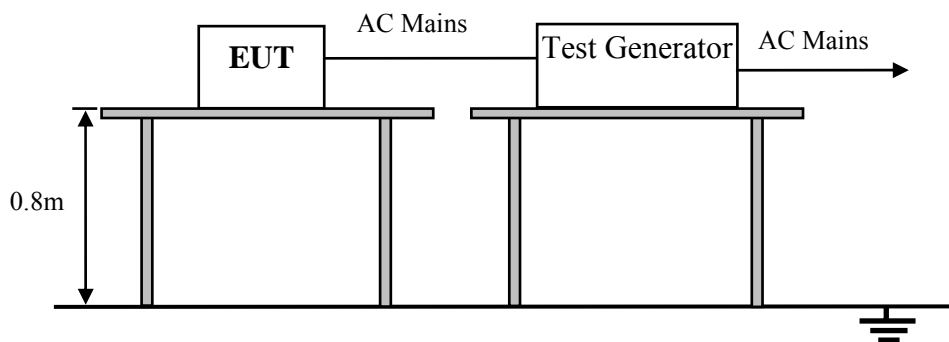 AC Mains
EUT
Test Generator
AC Mains
0.8m